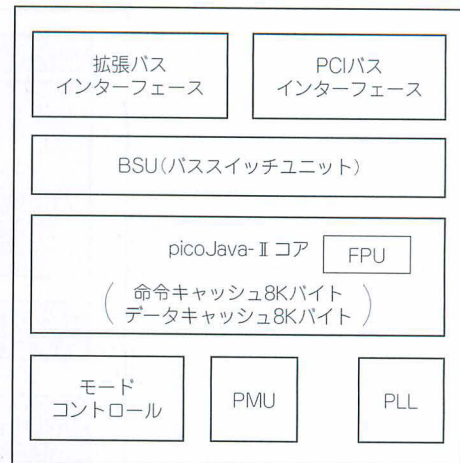 拡張バス
インターフェース
PCIバス
インターフェース
BSU(バススイッチユニット)
picoJava-Ⅱ コア
FPU
命令キャッシュ8Kバイト
データキャッシュ8Kバイト
モード
コントロール
PMU
PLL